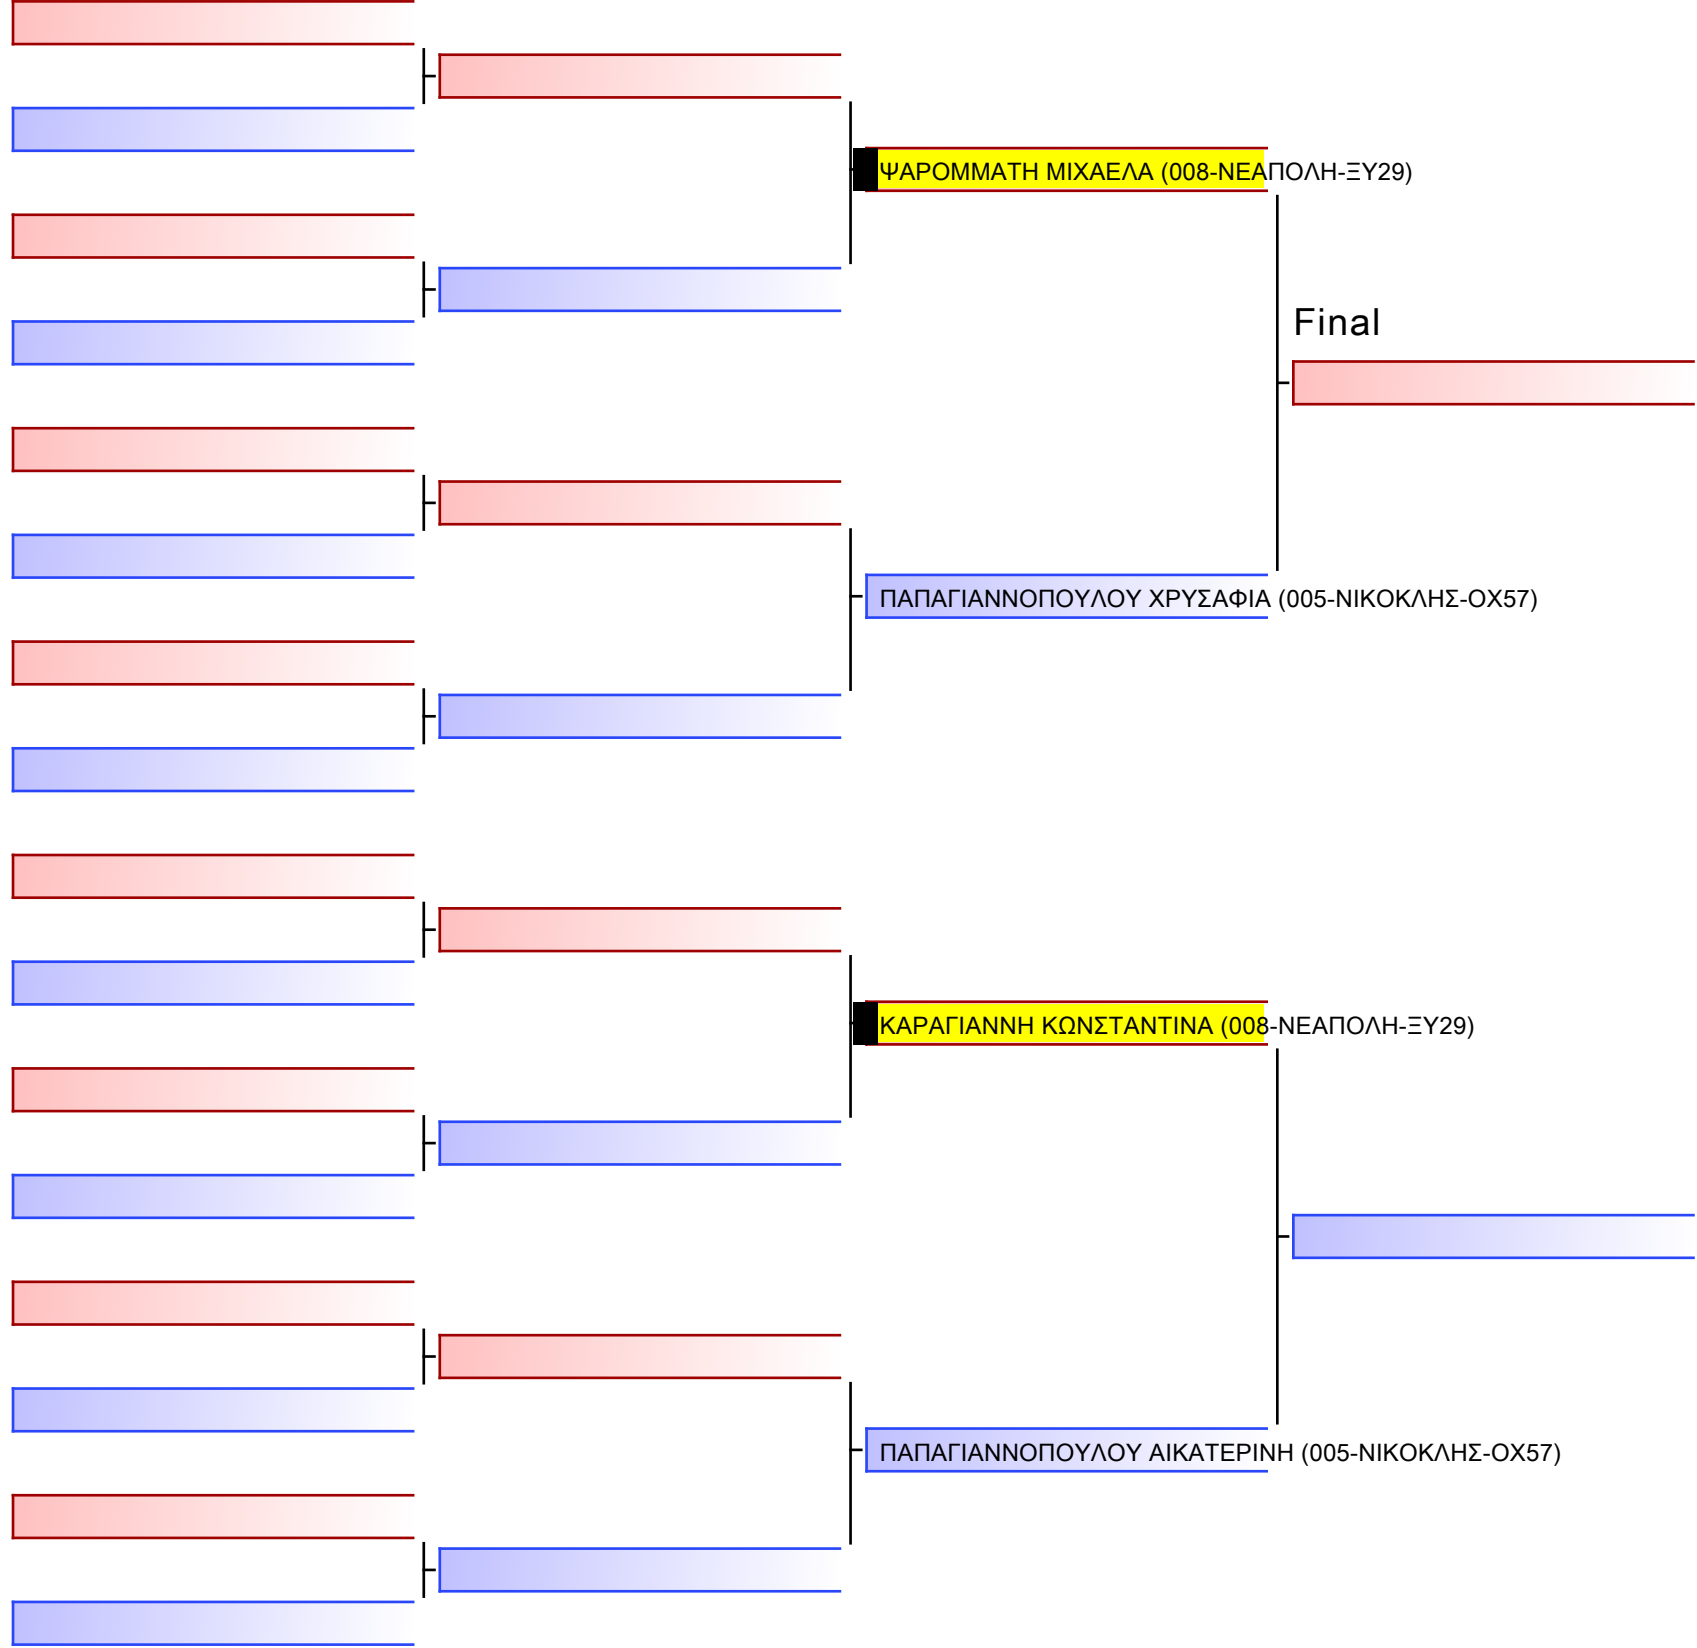 ΨΑΡΟΜΜΑΤΗ ΜΙΧΑΕΛΑ (008-ΝΕΑΠΟΛΗ-ΞΥ29)
Final
ΠΑΠΑΓΙΑΝΝΟΠΟΥΛΟΥ ΧΡΥΣΑΦΙΑ (005-ΝΙΚΟΚΛΗΣ-ΟΧ57)
ΚΑΡΑΓΙΑΝΝΗ ΚΩΝΣΤΑΝΤΙΝΑ (008-ΝΕΑΠΟΛΗ-ΞΥ29)
ΠΑΠΑΓΙΑΝΝΟΠΟΥΛΟΥ ΑΙΚΑΤΕΡΙΝΗ (005-ΝΙΚΟΚΛΗΣ-ΟΧ57)